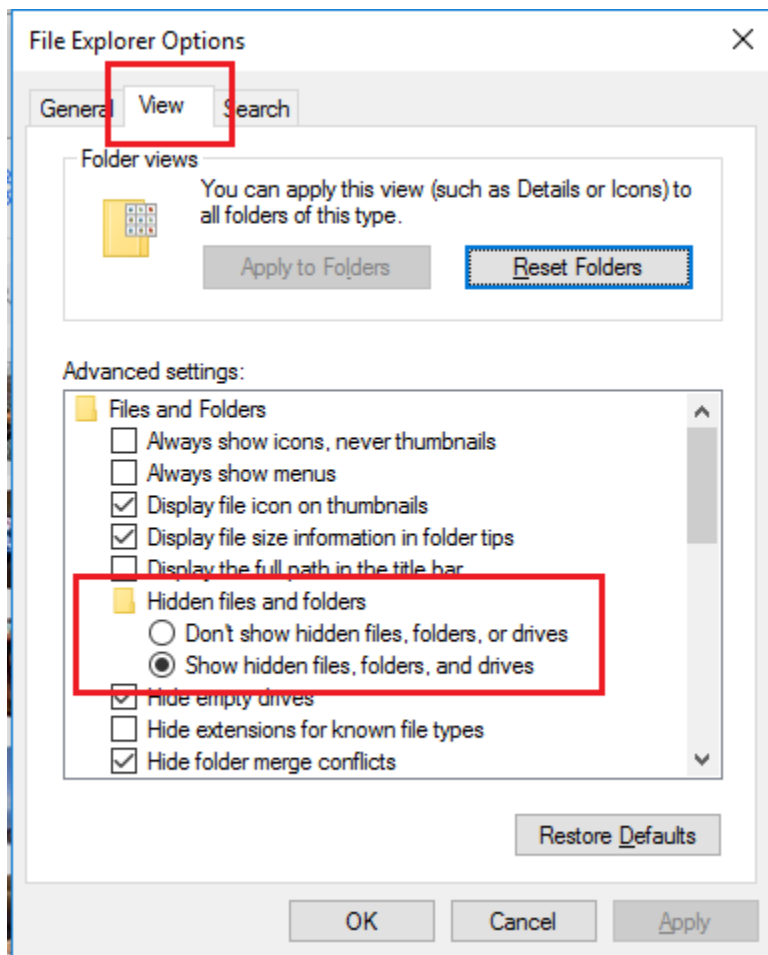 File Explorer Options
General View Search
Folder views
You can apply this view (such as Details or Icons) to
all folders of this type.
Apply to Folders Reset Folders
Advanced settings:
Files and Folders
Always show icons, never thumbnails
Always show menus
Display file icon on thumbnails
Display file size information in folder tips
Display the full path in the title bar
Hidden files and folders
Don't show hidden files, folders, or drives
Show hidden files, folders, and drives
Hide empty drives
Hide extensions for known file types
Hide folder merge conflicts
Restore Defaults
OK Cancel Apply